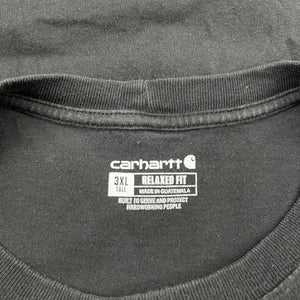 carhartt
3XL
TALL
RELAXED FIT
MADE IN GUATEMALA
BUILT TO SERVE AND PROTECT
HARDWORKING PEOPLE